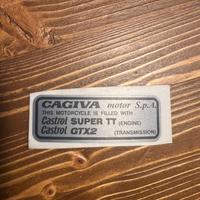 CAGIVA motor S.p.A.
THIS MOTORCYCLE IS FILLED WITH
Castrol SUPER TT (ENGINE)
Castrol GTX2 (TRANSMISSION)